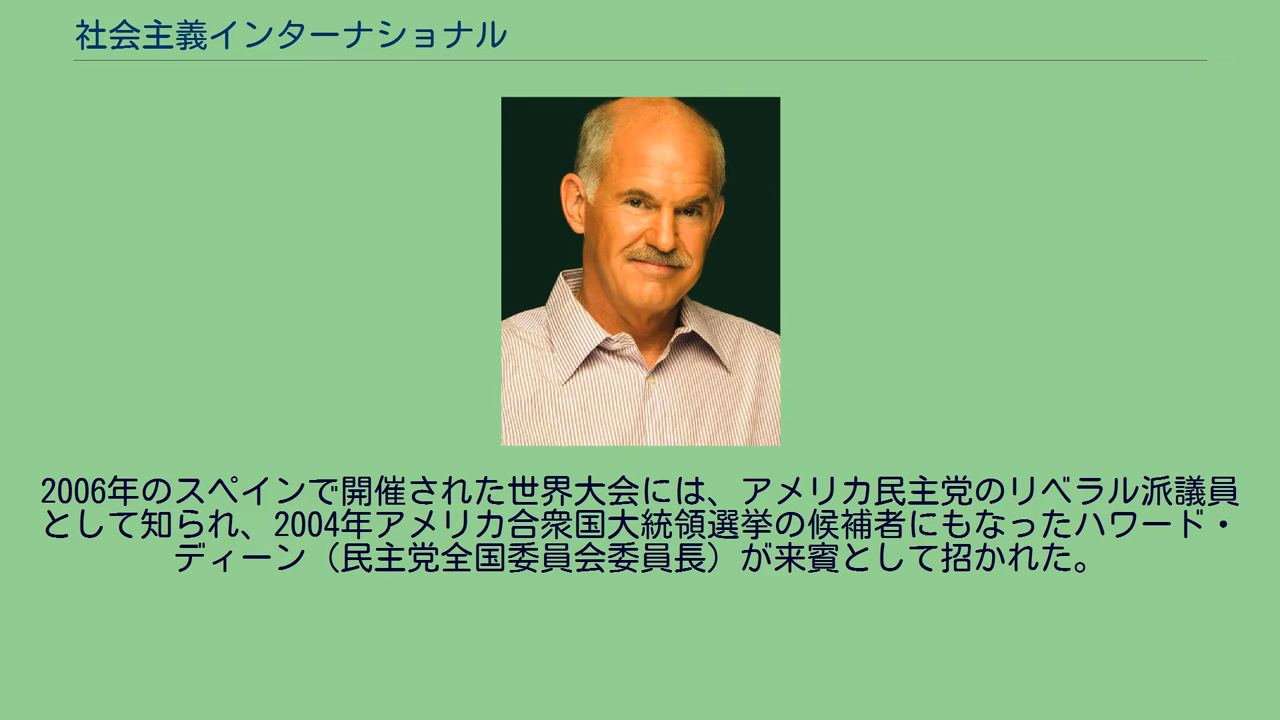 社会主義インターナショナル
2006年のスペインで開催された世界大会には、アメリカ民主党のリベラル派議員
として知られ、2004年アメリカ合衆国大統領選挙の候補者にもなったハワード・
ディーン（民主党全国委員会委員長）が来賓として招かれた。